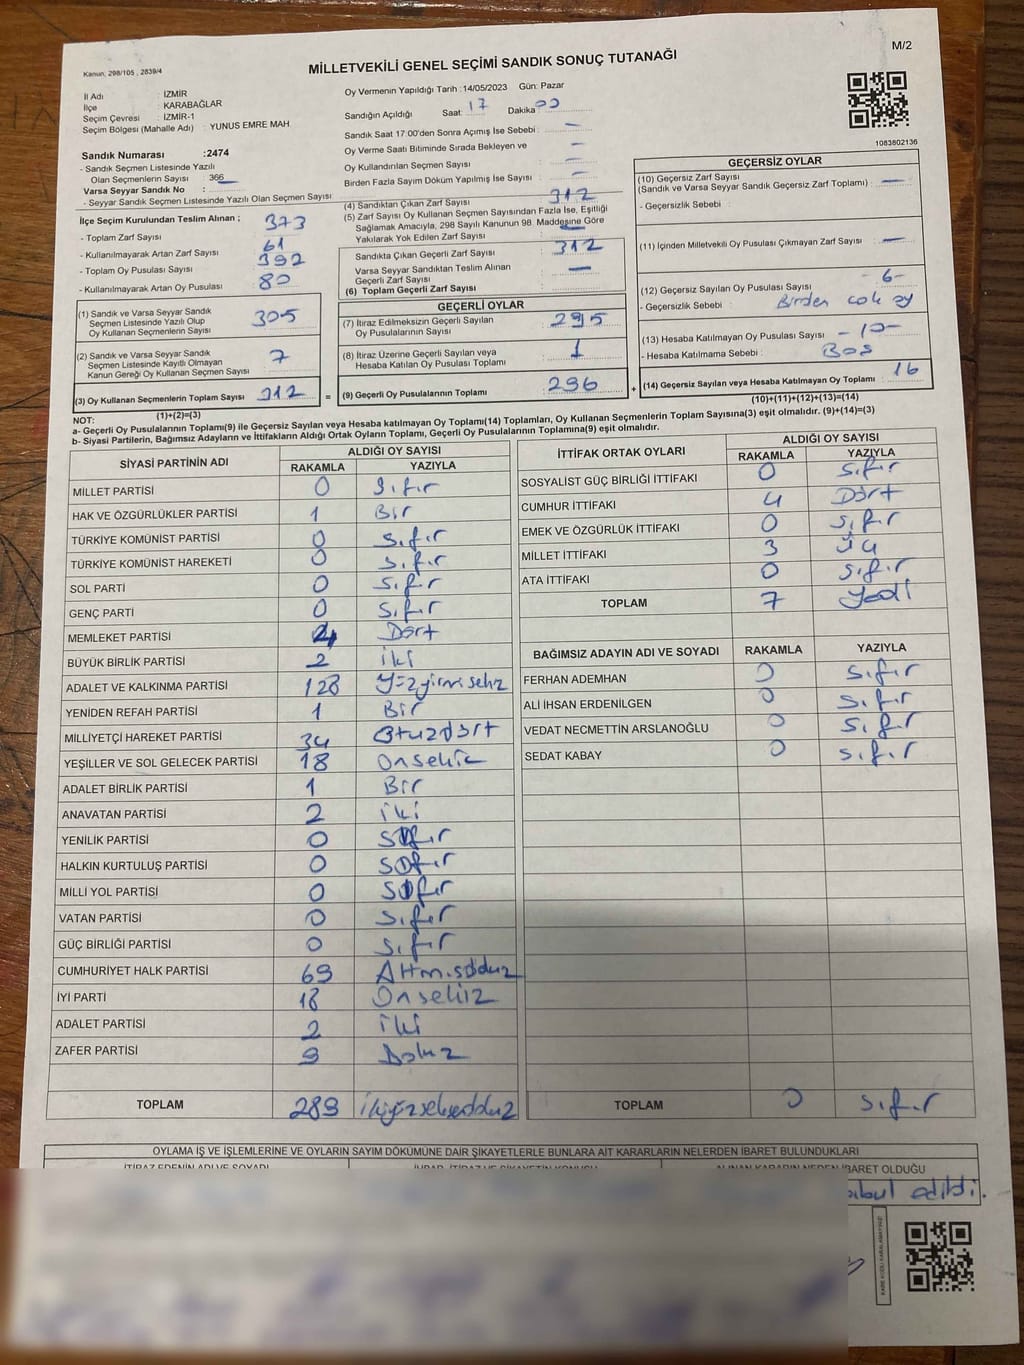 M/2
Kanun, 298/105 , 2839/4
MİLLETVEKİLİ GENEL SEÇİMİ SANDIK SONUÇ TUTANAĞI
İl Adı : İZMİR
İlçe : KARABAĞLAR
Seçim Çevresi : İZMİR-1
Seçim Bölgesi (Mahalle Adı) : YUNUS EMRE MAH.
Oy Vermenin Yapıldığı Tarih :14/05/2023 Gün: Pazar
Sandığın Açıldığı Saat: 17 Dakika 00
Sandık Saat 17:00'den Sonra Açımış İse Sebebi : —
Oy Verme Saati Bitiminde Sırada Bekleyen ve
Oy Kullandırılan Seçmen Sayısı —
Birden Fazla Sayım Döküm Yapılmış İse Sayısı : —
1083802136
Sandık Numarası :2474
- Sandık Seçmen Listesinde Yazılı
Olan Seçmenlerin Sayısı 366
Varsa Seyyar Sandık No :
- Seyyar Sandık Seçmen Listesinde Yazılı Olan Seçmen Sayısı
İlçe Seçim Kurulundan Teslim Alınan ;
- Toplam Zarf Sayısı 373
- Kullanılmayarak Artan Zarf Sayısı 61
- Toplam Oy Pusulası Sayısı 392
- Kullanılmayarak Artan Oy Pusulası 80
(4) Sandıktan Çıkan Zarf Sayısı 312
(5) Zarf Sayısı Oy Kullanan Seçmen Sayısından Fazla İse, Eşitliği
Sağlamak Amacıyla, 298 Sayılı Kanunun 98. Maddesine Göre
Yakılarak Yok Edilen Zarf Sayısı —
Sandıkta Çıkan Geçerli Zarf Sayısı 312
Varsa Seyyar Sandıktan Teslim Alınan
Geçerli Zarf Sayısı —
(6) Toplam Geçerli Zarf Sayısı
GEÇERSİZ OYLAR
(10) Geçersiz Zarf Sayısı
(Sandık ve Varsa Seyyar Sandık Geçersiz Zarf Toplamı) : —
- Geçersizlik Sebebi :
(11) İçinden Milletvekili Oy Pusulası Çıkmayan Zarf Sayısı : —
(12) Geçersiz Sayılan Oy Pusulası Sayısı : -6-
- Geçersizlik Sebebi : Birden çok oy
(13) Hesaba Katılmayan Oy Pusulası Sayısı : -10-
- Hesaba Katılmama Sebebi : Boş
(14) Geçersiz Sayılan veya Hesaba Katılmayan Oy Toplamı : 16
(10)+(11)+(12)+(13)=(14)
(1) Sandık ve Varsa Seyyar Sandık
Seçmen Listesinde Yazılı Olup
Oy Kullanan Seçmenlerin Sayısı 305
(2) Sandık ve Varsa Seyyar Sandık
Seçmen Listesinde Kayıtlı Olmayan
Kanun Gereği Oy Kullanan Seçmen Sayısı 7
(3) Oy Kullanan Seçmenlerin Toplam Sayısı 312 =
(1)+(2)=(3)
GEÇERLİ OYLAR
(7) İtiraz Edilmeksizin Geçerli Sayılan
Oy Pusulalarının Sayısı : 295
(8) İtiraz Üzerine Geçerli Sayılan veya
Hesaba Katılan Oy Pusulası Toplamı : 1
(9) Geçerli Oy Pusulalarının Toplamı : 296 +
NOT:
a- Geçerli Oy Pusulalarının Toplamı(9) ile Geçersiz Sayılan veya Hesaba katılmayan Oy Toplamı(14) Toplamları, Oy Kullanan Seçmenlerin Toplam Sayısına(3) eşit olmalıdır. (9)+(14)=(3)
b- Siyasi Partilerin, Bağımsız Adayların ve İttifakların Aldığı Ortak Oyların Toplamı, Geçerli Oy Pusulalarının Toplamına(9) eşit olmalıdır.
SİYASİ PARTİNİN ADI ALDIĞI OY SAYISI
RAKAMLA YAZIYLA
MİLLET PARTİSİ 0 Sıfır
HAK VE ÖZGÜRLÜKLER PARTİSİ 1 Bir
TÜRKİYE KOMÜNİST PARTİSİ 0 Sıfır
TÜRKİYE KOMÜNİST HAREKETİ 0 Sıfır
SOL PARTİ 0 Sıfır
GENÇ PARTİ 0 Sıfır
MEMLEKET PARTİSİ 4 Dört
BÜYÜK BİRLİK PARTİSİ 2 iki
ADALET VE KALKINMA PARTİSİ 128 Yüzyirmisekiz
YENİDEN REFAH PARTİSİ 1 Bir
MİLLİYETÇİ HAREKET PARTİSİ 34 Otuzdört
YEŞİLLER VE SOL GELECEK PARTİSİ 18 Onsekiz
ADALET BİRLİK PARTİSİ 1 Bir
ANAVATAN PARTİSİ 2 iki
YENİLİK PARTİSİ 0 Sıfır
HALKIN KURTULUŞ PARTİSİ 0 Sıfır
MİLLİ YOL PARTİSİ 0 Sıfır
VATAN PARTİSİ 0 Sıfır
GÜÇ BİRLİĞİ PARTİSİ 0 Sıfır
CUMHURİYET HALK PARTİSİ 69 Altmışdokuz
İYİ PARTİ 18 Onsekiz
ADALET PARTİSİ 2 iki
ZAFER PARTİSİ 9 Dokuz
TOPLAM 289 ikiyüzseksendokuz
İTTİFAK ORTAK OYLARI ALDIĞI OY SAYISI
RAKAMLA YAZIYLA
SOSYALİST GÜÇ BİRLİĞİ İTTİFAKI 0 Sıfır
CUMHUR İTTİFAKI 4 Dört
EMEK VE ÖZGÜRLÜK İTTİFAKI 0 Sıfır
MİLLET İTTİFAKI 3 Üç
ATA İTTİFAKI 0 Sıfır
TOPLAM 7 Yedi
BAĞIMSIZ ADAYIN ADI VE SOYADI RAKAMLA YAZIYLA
FERHAN ADEMHAN 0 Sıfır
ALİ İHSAN ERDENİLGEN 0 Sıfır
VEDAT NECMETTİN ARSLANOĞLU 0 Sıfır
SEDAT KABAY 0 Sıfır
TOPLAM 0 Sıfır
OYLAMA İŞ VE İŞLEMLERİNE VE OYLARIN SAYIM DÖKÜMÜNE DAİR ŞİKAYETLERLE BUNLARA AİT KARARLARIN NELERDEN İBARET BULUNDUKLARI
İTİRAZ EDENİN ADI VE SOYADI
ALINAN KARARIN NEDEN İBARET OLDUĞU
edildi.